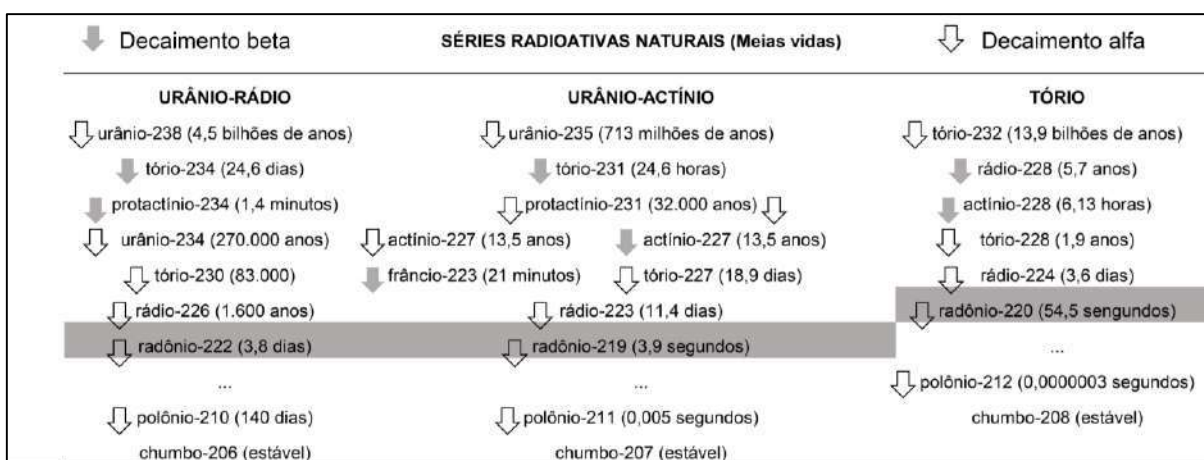 Decaimento beta SÉRIES RADIOATIVAS NATURAIS (Meias vidas) Decaimento alfa
URÂNIO-RÁDIO URÂNIO-ACTÍNIO TÓRIO
urânio-238 (4,5 bilhões de anos) urânio-235 (713 milhões de anos) tório-232 (13,9 bilhões de anos)
tório-234 (24,6 dias) tório-231 (24,6 horas) rádio-228 (5,7 anos)
protactínio-234 (1,4 minutos) protactínio-231 (32.000 anos) actínio-228 (6,13 horas)
urânio-234 (270.000 anos) actínio-227 (13,5 anos) actínio-227 (13,5 anos) tório-228 (1,9 anos)
tório-230 (83.000) frâncio-223 (21 minutos) tório-227 (18,9 dias) rádio-224 (3,6 dias)
rádio-226 (1.600 anos) rádio-223 (11,4 dias) radônio-220 (54,5 sengundos)
radônio-222 (3,8 dias) radônio-219 (3,9 segundos) ...
... ... polônio-212 (0,0000003 segundos)
polônio-210 (140 dias) polônio-211 (0,005 segundos) chumbo-208 (estável)
chumbo-206 (estável) chumbo-207 (estável)